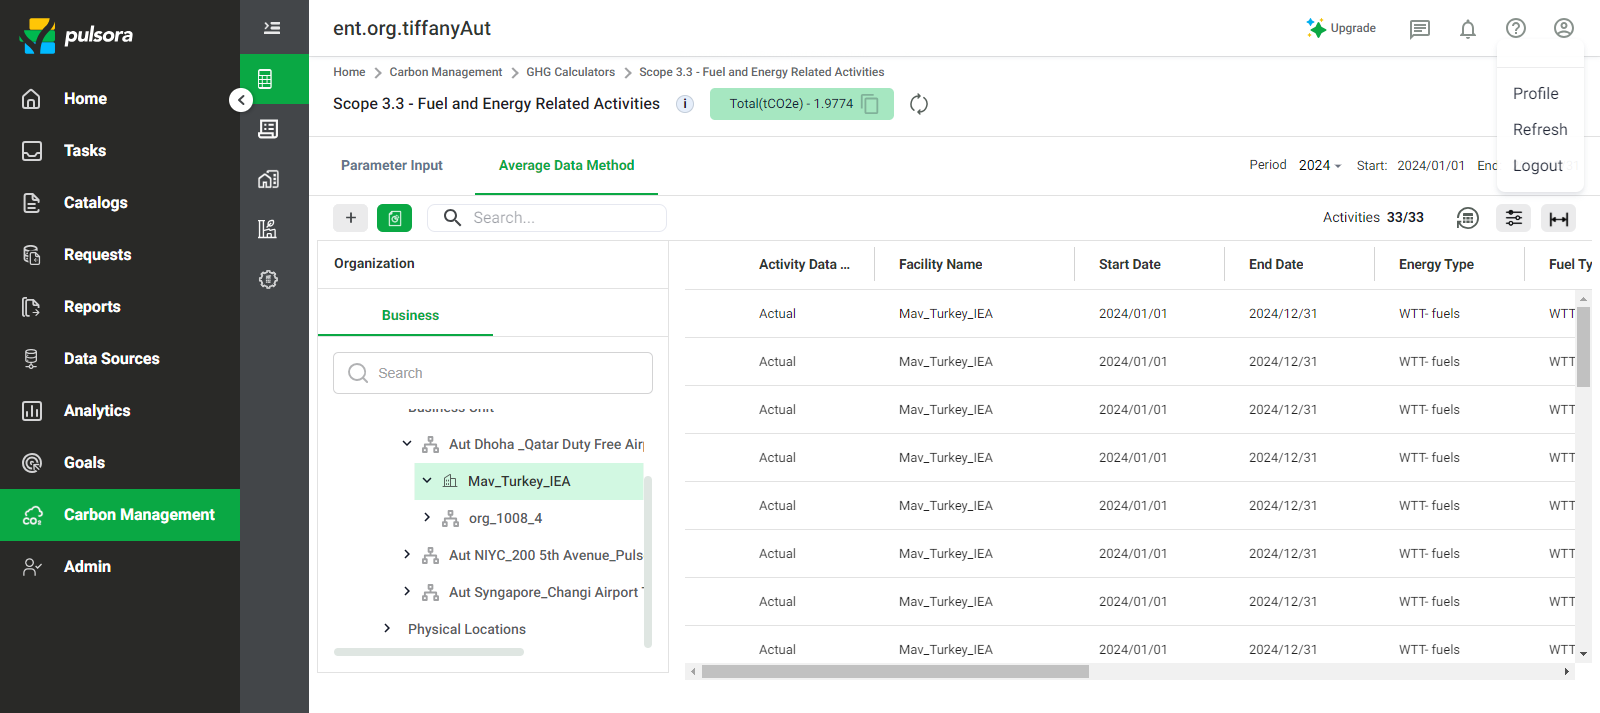 pulsora
Home
Tasks
Catalogs
Requests
Reports
Data Sources
Analytics
Goals
CO₂
Carbon Management
Admin
ent.org.tiffanyAut
Upgrade
Home > Carbon Management > GHG Calculators > Scope 3.3 - Fuel and Energy Related Activities
Scope 3.3 - Fuel and Energy Related Activities
i
Total(tCO2e) - 1.9774
Profile
Refresh
Logout
Parameter Input
Average Data Method
Period 2024 Start: 2024/01/01
+
Search...
Activities 33/33
Organization
Business
Search
Business Unit
Aut Dhoha _Qatar Duty Free Air
Mav_Turkey_IEA
org_1008_4
Aut NIYC_200 5th Avenue_Puls
Aut Syngapore_Changi Airport T
Physical Locations
Activity Data ... Facility Name Start Date End Date Energy Type Fuel Ty
Actual Mav_Turkey_IEA 2024/01/01 2024/12/31 WTT- fuels WTT
Actual Mav_Turkey_IEA 2024/01/01 2024/12/31 WTT- fuels WTT
Actual Mav_Turkey_IEA 2024/01/01 2024/12/31 WTT- fuels WTT
Actual Mav_Turkey_IEA 2024/01/01 2024/12/31 WTT- fuels WTT
Actual Mav_Turkey_IEA 2024/01/01 2024/12/31 WTT- fuels WTT
Actual Mav_Turkey_IEA 2024/01/01 2024/12/31 WTT- fuels WTT
Actual Mav_Turkey_IEA 2024/01/01 2024/12/31 WTT- fuels WTT
Actual Mav_Turkey_IEA 2024/01/01 2024/12/31 WTT- fuels WTT